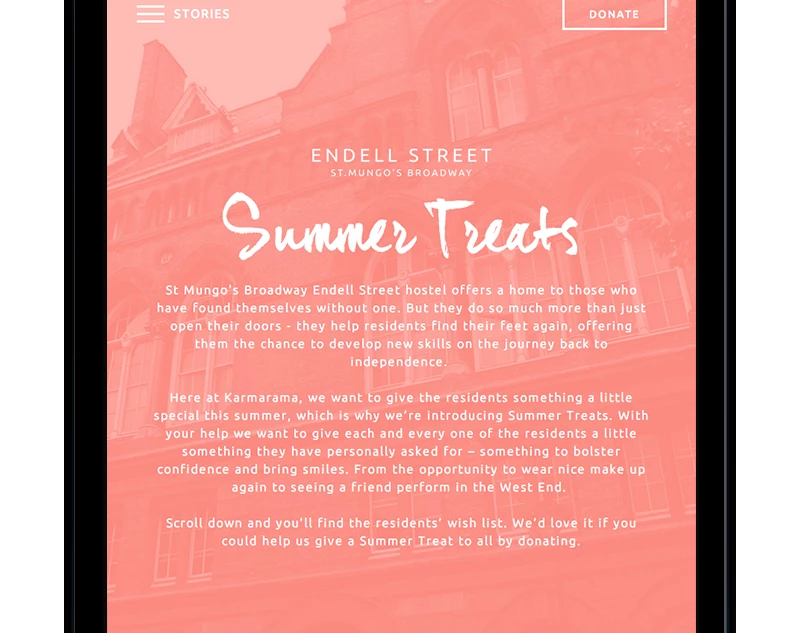 STORIES
DONATE
ENDELL STREET
ST.MUNGO'S BROADWAY
Summer Treats
St Mungo's Broadway Endell Street hostel offers a home to those who
have found themselves without one. But they do so much more than just
open their doors - they help residents find their feet again, offering
them the chance to develop new skills on the journey back to
independence.
Here at Karmarama, we want to give the residents something a little
special this summer, which is why we're introducing Summer Treats. With
your help we want to give each and every one of the residents a little
something they have personally asked for – something to bolster
confidence and bring smiles. From the opportunity to wear nice make up
again to seeing a friend perform in the West End.
Scroll down and you'll find the residents' wish list. We'd love it if you
could help us give a Summer Treat to all by donating.